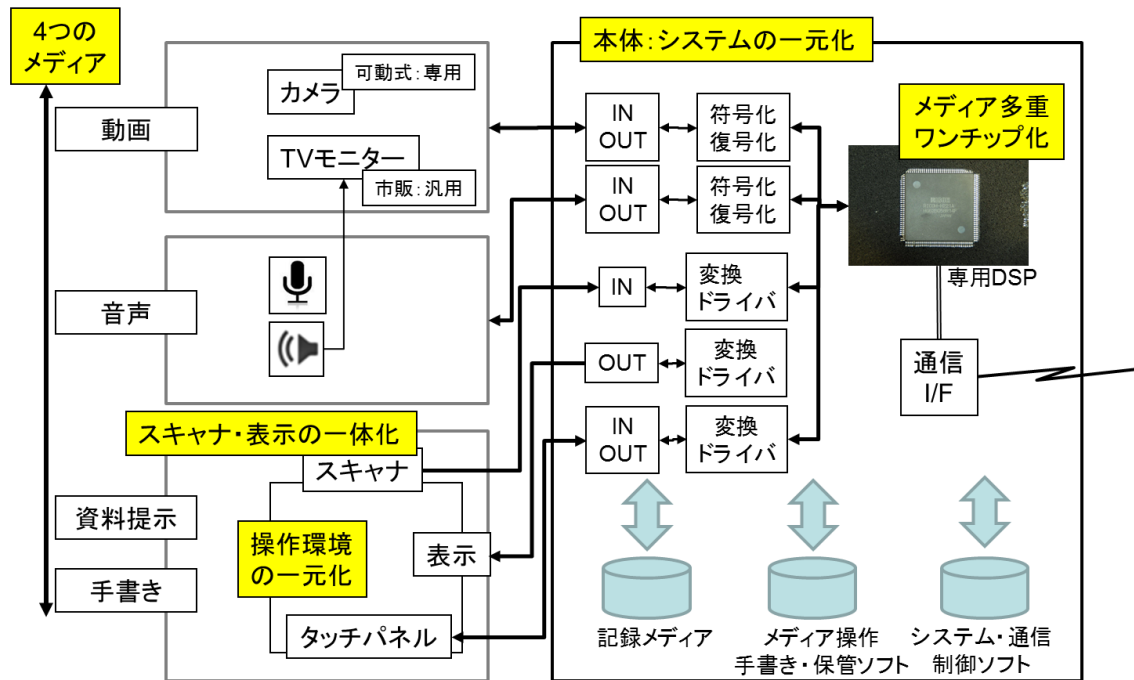 4つの
メディア
動画
カメラ
可動式：専用
TVモニター
市販：汎用
音声
スキャナ・表示の一体化
スキャナ
資料提示
操作環境
の一元化
表示
手書き
タッチパネル
本体：システムの一元化
IN
OUT
符号化
復号化
IN
OUT
符号化
復号化
IN
変換
ドライバ
OUT
変換
ドライバ
IN
OUT
変換
ドライバ
メディア多重
ワンチップ化
専用DSP
通信
I/F
記録メディア
メディア操作
手書き・保管ソフト
システム・通信
制御ソフト